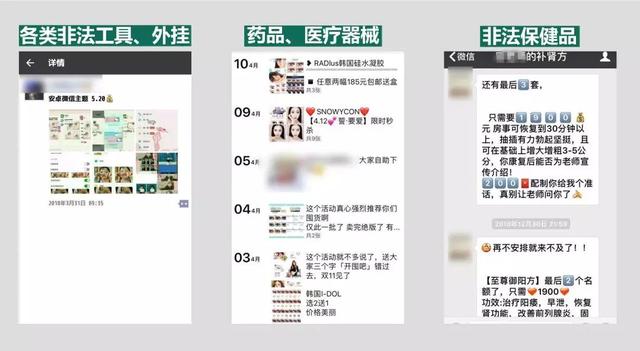 各类非法工具、外挂
药品、医疗器械
非法保健品
详情
安卓微信主题 5.20
2018年3月31日 09:35
10 4月
RADIus韩国硅水凝胶
任意两幅185元包邮送盒
09 4月
SNOWYCON
【4.12 誓·要爱】限时秒
杀
共9张
05 4月
大家自助下
04 4月
这个活动真心强烈推荐你们
囤货啊
仅此一批了 卖完绝版了 有...
共2张
03 4月
这个活动就不多说了，送大
家三个字「开囤吧」错过
去，双11见了
韩国I-DOL
选2送1
价格美丽
微信
的补肾方
还有最后3套，
只需要1900
元 房事可恢复到30分钟以
上，抽插有力勃起坚挺，且
可在基础上增大增粗3-5公
分，你康复后能否为老师宣
传介绍！
200 配制你给我个准
话，真别让老师问你了
2018年12月30日 21:59
再不安排就来不及了！！
【至尊御阳方】最后2个名
额了，只需 1900
功效:治疗阳痿，早泄，恢复
肾功能，改善前列腺炎，固